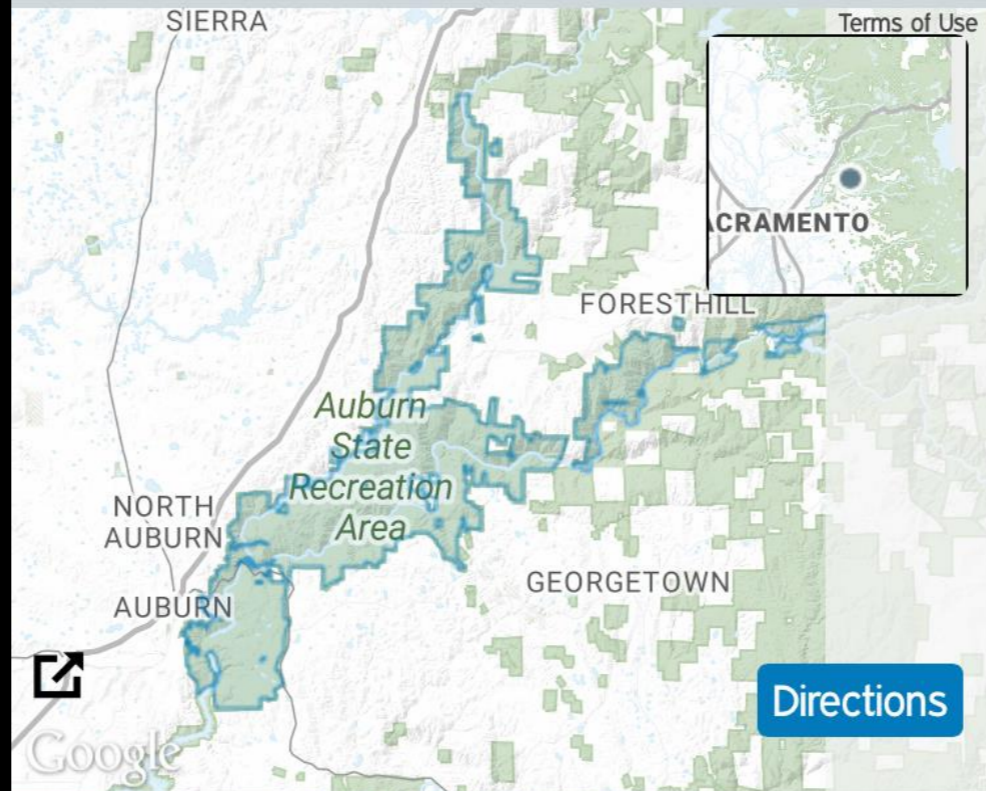 SIERRA
Terms of Use
ACRAMENTO
FORESTHILL
Auburn
State
Recreation
Area
NORTH
AUBURN
GEORGETOWN
AUBURN
Directions
Google